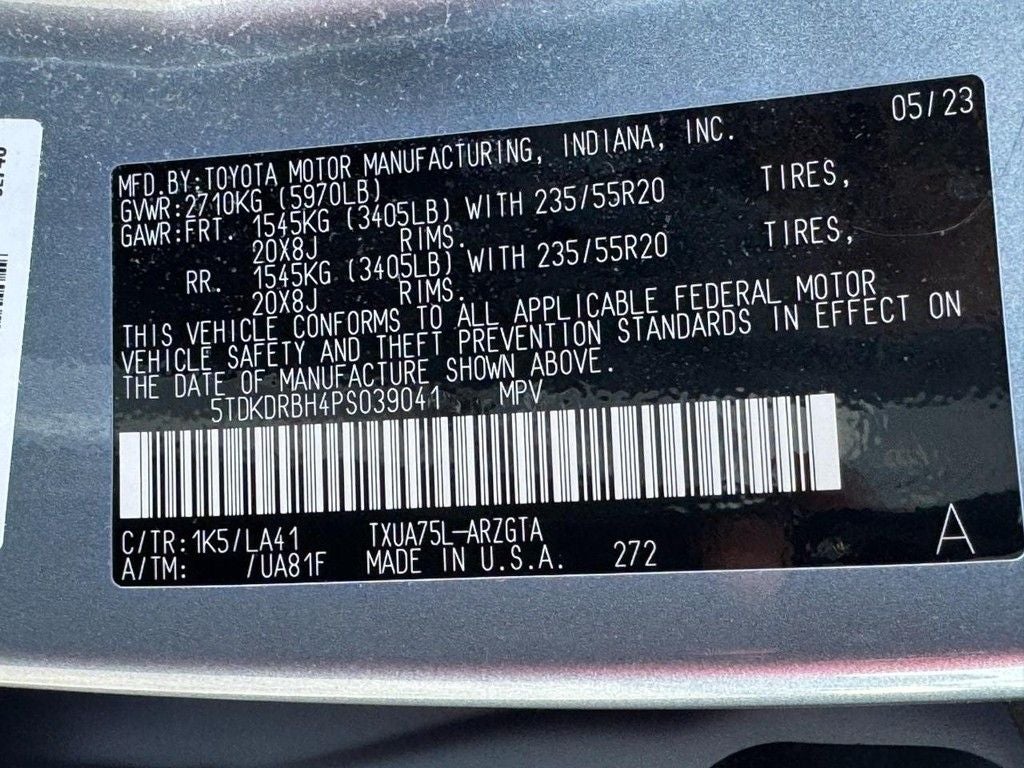 05/23
MFD.BY:TOYOTA MOTOR MANUFACTURING, INDIANA, INC.
GVWR:2710KG (5970LB)
GAWR:FRT. 1545KG (3405LB) WITH 235/55R20 TIRES,
20X8J RIMS.
RR. 1545KG (3405LB) WITH 235/55R20 TIRES,
20X8J RIMS.
THIS VEHICLE CONFORMS TO ALL APPLICABLE FEDERAL MOTOR
VEHICLE SAFETY AND THEFT PREVENTION STANDARDS IN EFFECT ON
THE DATE OF MANUFACTURE SHOWN ABOVE.
5TDKDRBH4PS039041 MPV
C/TR:1K5/LA41 TXUA75L-ARZGTA
A/TM: /UA81F MADE IN U.S.A. 272
A